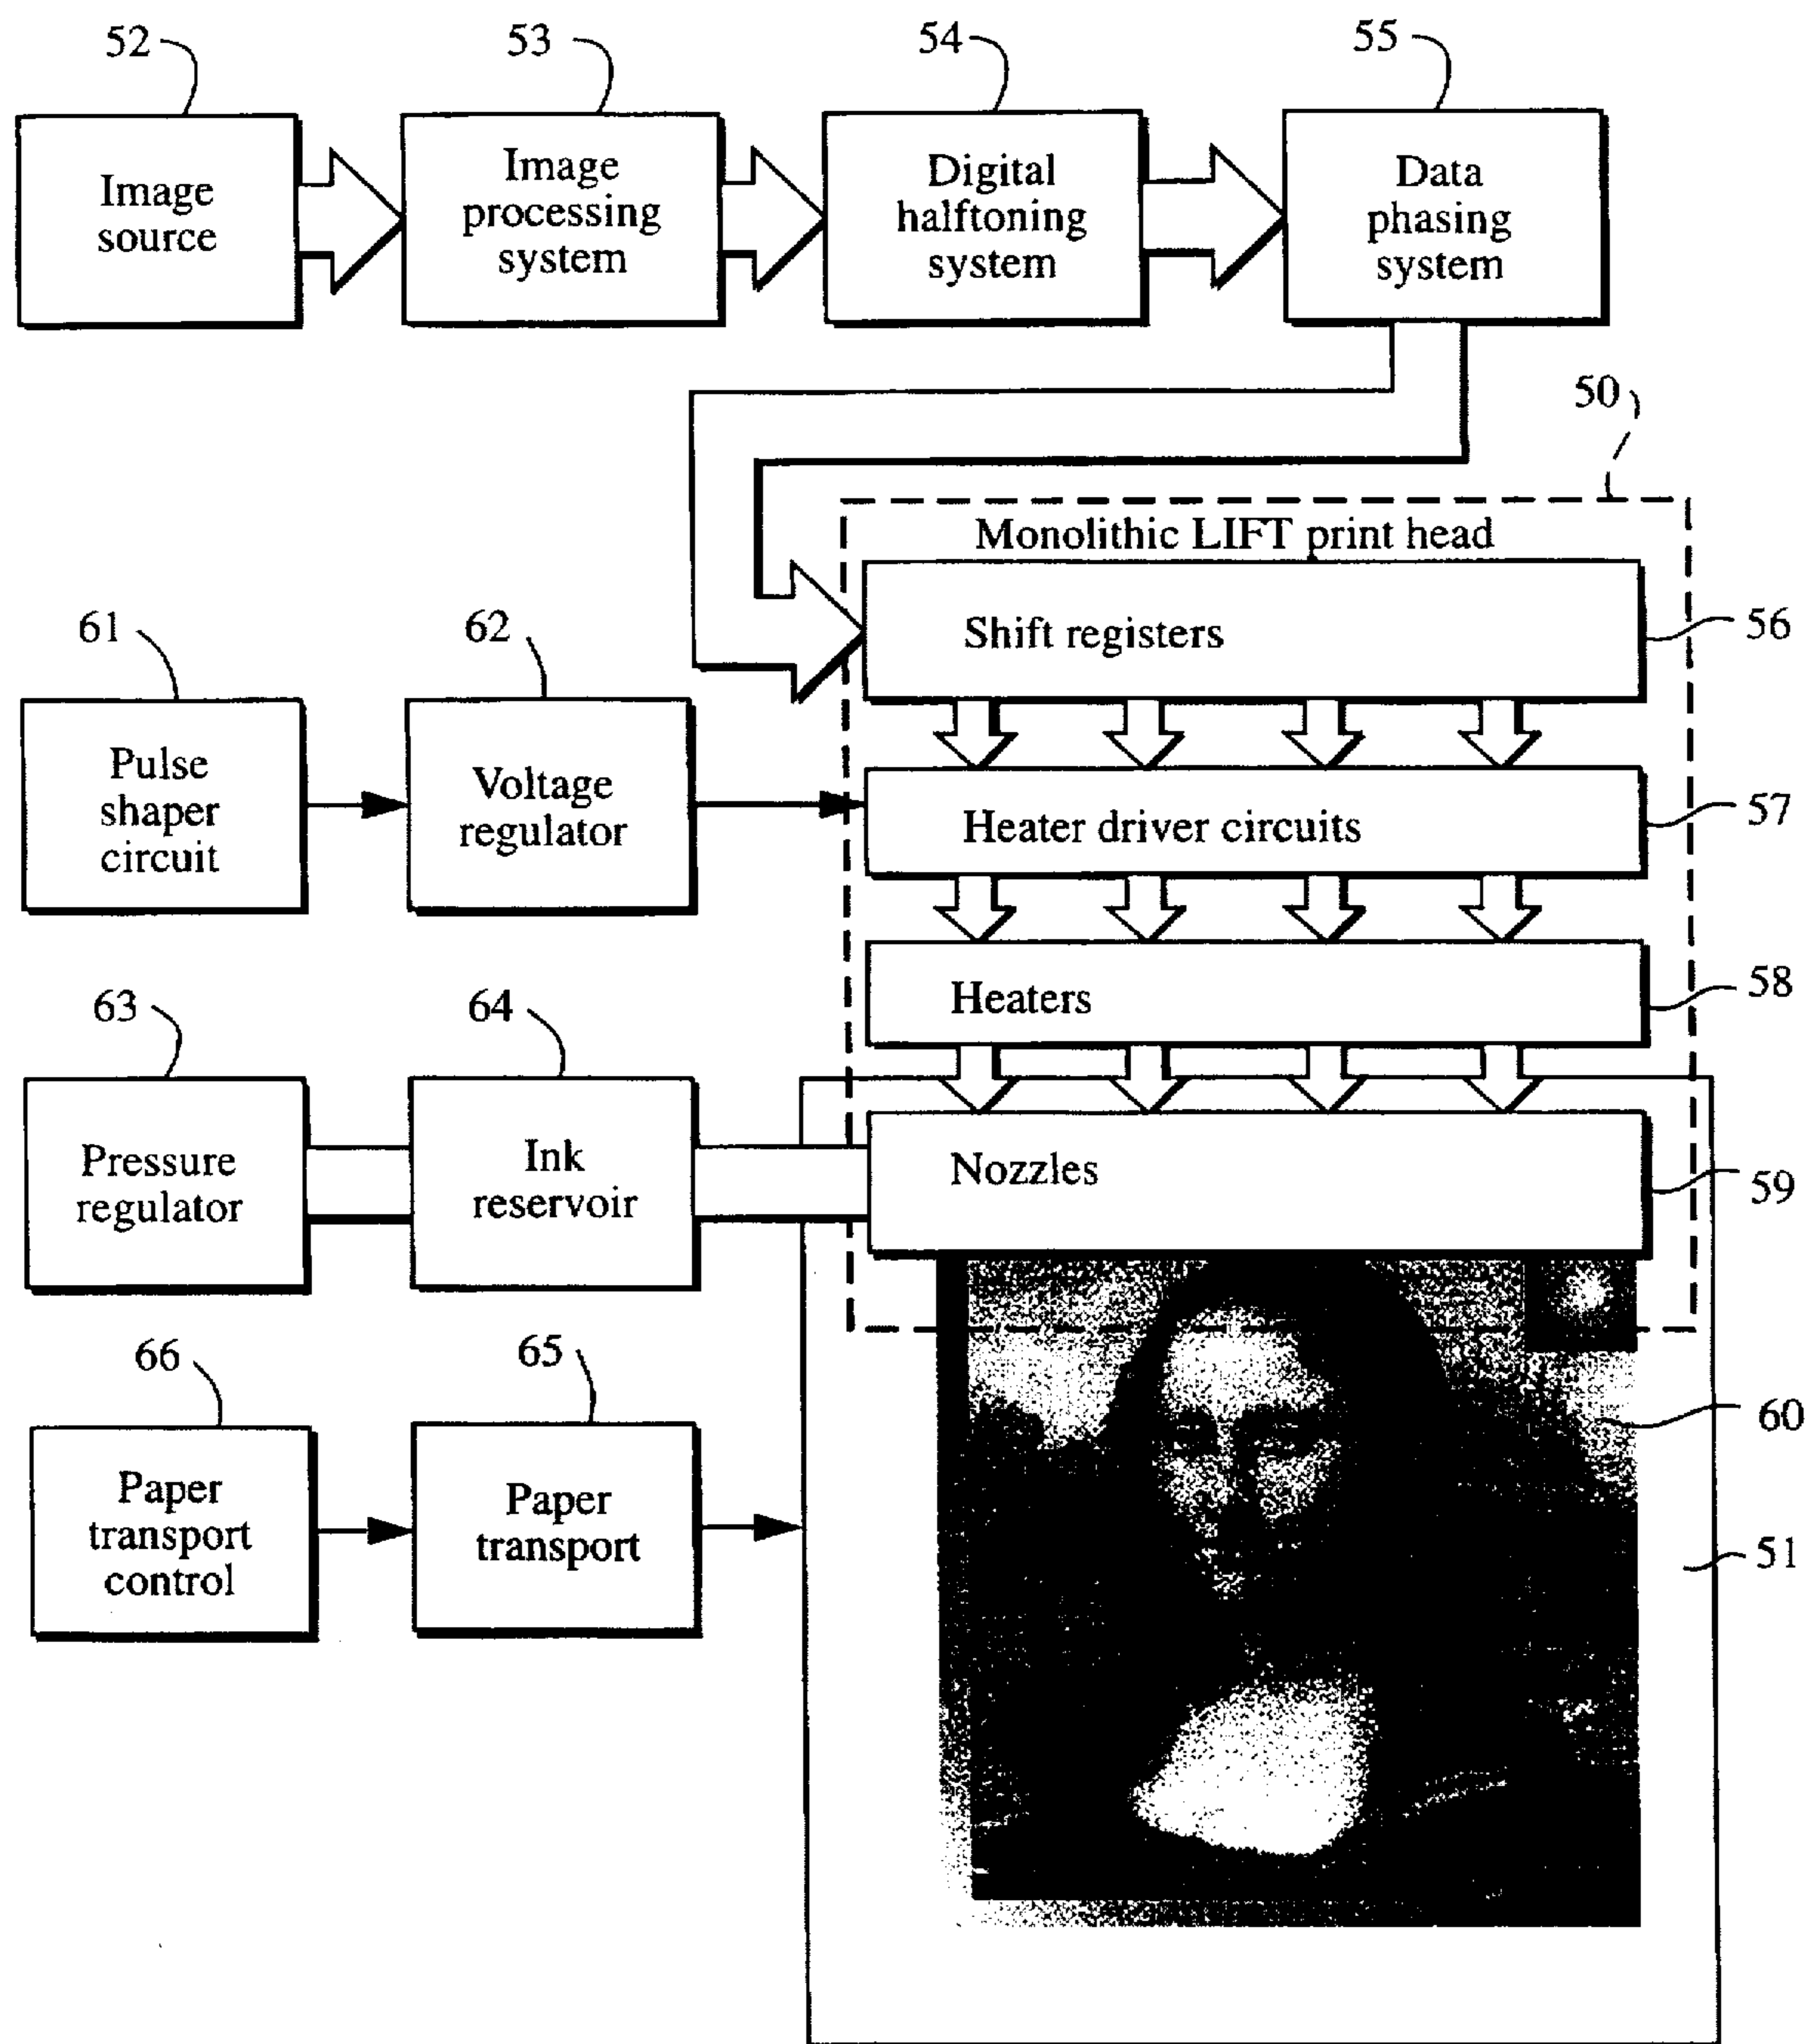 52
53
54
55
Image
source
Image
processing
system
Digital
halftoning
system
Data
phasing
system
50
Monolithic LIFT print head
Shift registers
56
61
62
Pulse
shaper
circuit
Voltage
regulator
Heater driver circuits
57
Heaters
58
63
64
Pressure
regulator
Ink
reservoir
Nozzles
59
66
65
Paper
transport
control
Paper
transport
60
51